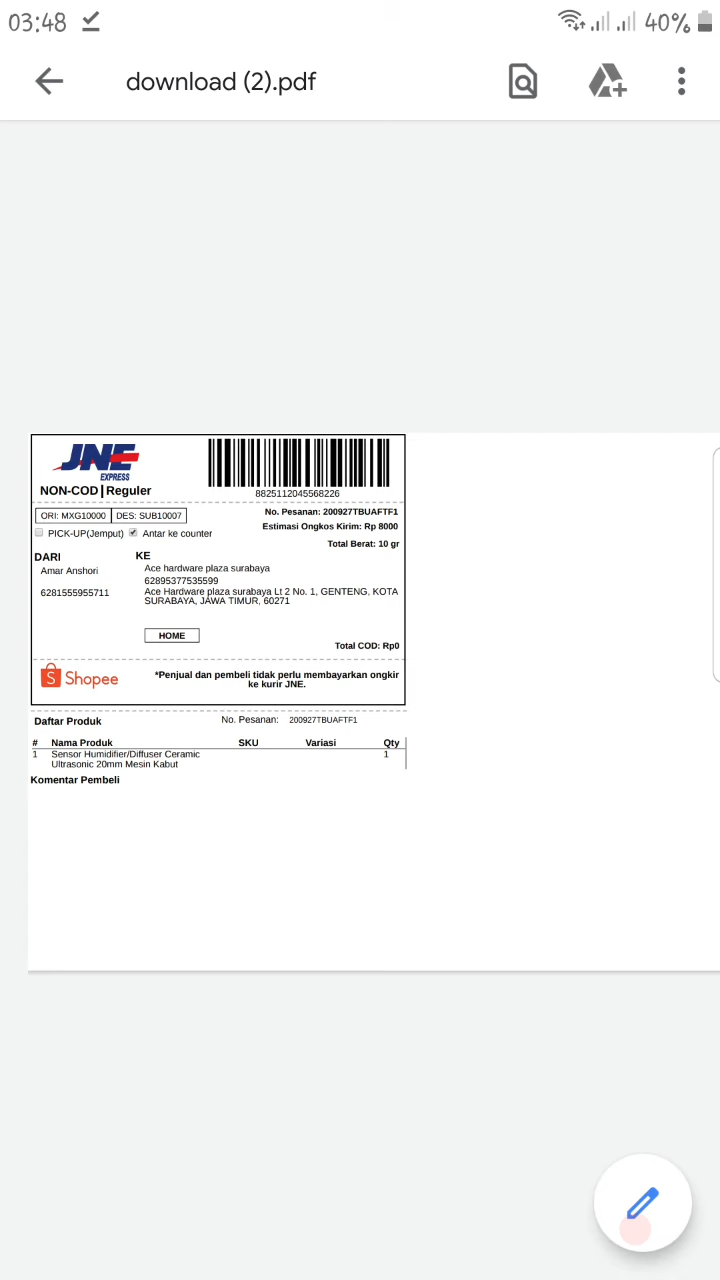 03:48 40%
download (2).pdf
JNE
EXPRESS
NON-COD | Reguler
8825112045568226
ORI: MXG10000 DES: SUB10007
No. Pesanan: 200927TBUAFTF1
Estimasi Ongkos Kirim: Rp 8000
PICK-UP(Jemput) Antar ke counter
Total Berat: 10 gr
DARI KE
Amar Anshori Ace hardware plaza surabaya
62895377535599
6281555955711 Ace Hardware plaza surabaya Lt 2 No. 1, GENTENG, KOTA
SURABAYA, JAWA TIMUR, 60271
HOME
Total COD: Rp0
Shopee
*Penjual dan pembeli tidak perlu membayarkan ongkir
ke kurir JNE.
Daftar Produk No. Pesanan: 200927TBUAFTF1
# Nama Produk SKU Variasi Qty
1 Sensor Humidifier/Diffuser Ceramic 1
Ultrasonic 20mm Mesin Kabut
Komentar Pembeli